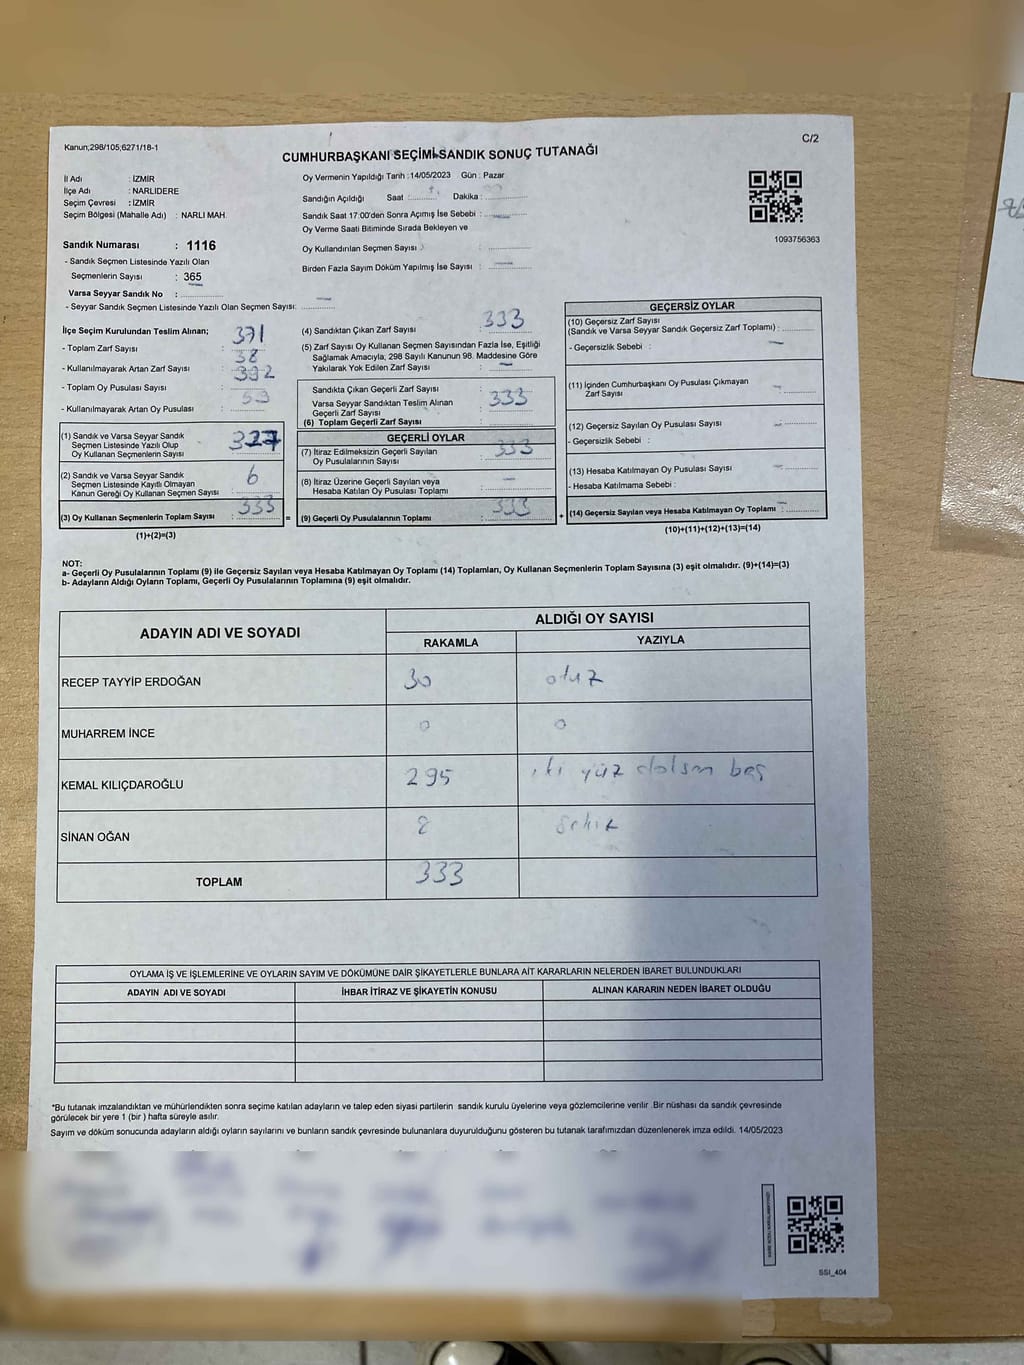 Kanun;298/105;6271/18-1
C/2
CUMHURBAŞKANI SEÇİMİ SANDIK SONUÇ TUTANAĞI
İl Adı : İZMİR
İlçe Adı : NARLIDERE
Seçim Çevresi : İZMİR
Seçim Bölgesi (Mahalle Adı) : NARLI MAH.
Sandık Numarası : 1116
- Sandık Seçmen Listesinde Yazılı Olan
Seçmenlerin Sayısı : 365
Varsa Seyyar Sandık No :
- Seyyar Sandık Seçmen Listesinde Yazılı Olan Seçmen Sayısı:
Oy Vermenin Yapıldığı Tarih :14/05/2023 Gün : Pazar
Sandığın Açıldığı Saat : Dakika :
Sandık Saat 17:00'den Sonra Açımış İse Sebebi :
Oy Verme Saati Bitiminde Sırada Bekleyen ve
Oy Kullandırılan Seçmen Sayısı :
Birden Fazla Sayım Döküm Yapılmış İse Sayısı :
1093756363
İlçe Seçim Kurulundan Teslim Alınan;
- Toplam Zarf Sayısı : 371
- Kullanılmayarak Artan Zarf Sayısı : 38
- Toplam Oy Pusulası Sayısı : 392
- Kullanılmayarak Artan Oy Pusulası : 59
(1) Sandık ve Varsa Seyyar Sandık
Seçmen Listesinde Yazılı Olup
Oy Kullanan Seçmenlerin Sayısı : 327
(2) Sandık ve Varsa Seyyar Sandık
Seçmen Listesinde Kayıtlı Olmayan
Kanun Gereği Oy Kullanan Seçmen Sayısı : 6
(3) Oy Kullanan Seçmenlerin Toplam Sayısı : 333
(1)+(2)=(3)
(4) Sandıktan Çıkan Zarf Sayısı : 333
(5) Zarf Sayısı Oy Kullanan Seçmen Sayısından Fazla İse, Eşitliği
Sağlamak Amacıyla; 298 Sayılı Kanunun 98. Maddesine Göre
Yakılarak Yok Edilen Zarf Sayısı :
Sandıkta Çıkan Geçerli Zarf Sayısı
Varsa Seyyar Sandıktan Teslim Alınan : 333
Geçerli Zarf Sayısı
(6) Toplam Geçerli Zarf Sayısı
GEÇERLİ OYLAR
(7) İtiraz Edilmeksizin Geçerli Sayılan
Oy Pusulalarının Sayısı : 333
(8) İtiraz Üzerine Geçerli Sayılan veya
Hesaba Katılan Oy Pusulası Toplamı :
= (9) Geçerli Oy Pusulalarının Toplamı : 333
GEÇERSİZ OYLAR
(10) Geçersiz Zarf Sayısı
(Sandık ve Varsa Seyyar Sandık Geçersiz Zarf Toplamı) :
- Geçersizlik Sebebi :
(11) İçinden Cumhurbaşkanı Oy Pusulası Çıkmayan
Zarf Sayısı :
(12) Geçersiz Sayılan Oy Pusulası Sayısı :
- Geçersizlik Sebebi :
(13) Hesaba Katılmayan Oy Pusulası Sayısı :
- Hesaba Katılmama Sebebi :
+ (14) Geçersiz Sayılan veya Hesaba Katılmayan Oy Toplamı :
(10)+(11)+(12)+(13)=(14)
NOT:
a- Geçerli Oy Pusulalarının Toplamı (9) ile Geçersiz Sayılan veya Hesaba Katılmayan Oy Toplamı (14) Toplamları, Oy Kullanan Seçmenlerin Toplam Sayısına (3) eşit olmalıdır. (9)+(14)=(3)
b- Adayların Aldığı Oyların Toplamı, Geçerli Oy Pusulalarının Toplamına (9) eşit olmalıdır.
ADAYIN ADI VE SOYADI
ALDIĞI OY SAYISI
RAKAMLA YAZIYLA
RECEP TAYYİP ERDOĞAN 30 otuz
MUHARREM İNCE 0 0
KEMAL KILIÇDAROĞLU 295 iki yüz doksan beş
SİNAN OĞAN 8 sekiz
TOPLAM 333
OYLAMA İŞ VE İŞLEMLERİNE VE OYLARIN SAYIM VE DÖKÜMÜNE DAİR ŞİKAYETLERLE BUNLARA AİT KARARLARIN NELERDEN İBARET BULUNDUKLARI
ADAYIN ADI VE SOYADI İHBAR İTİRAZ VE ŞİKAYETİN KONUSU ALINAN KARARIN NEDEN İBARET OLDUĞU
*Bu tutanak imzalandıktan ve mühürlendikten sonra seçime katılan adayların ve talep eden siyasi partilerin sandık kurulu üyelerine veya gözlemcilerine verilir .Bir nüshası da sandık çevresinde
görülecek bir yere 1 (bir ) hafta süreyle asılır.
Sayım ve döküm sonucunda adayların aldığı oyların sayılarını ve bunların sandık çevresinde bulunanlara duyurulduğunu gösteren bu tutanak tarafımızdan düzenlenerek imza edildi. 14/05/2023
SSI_404